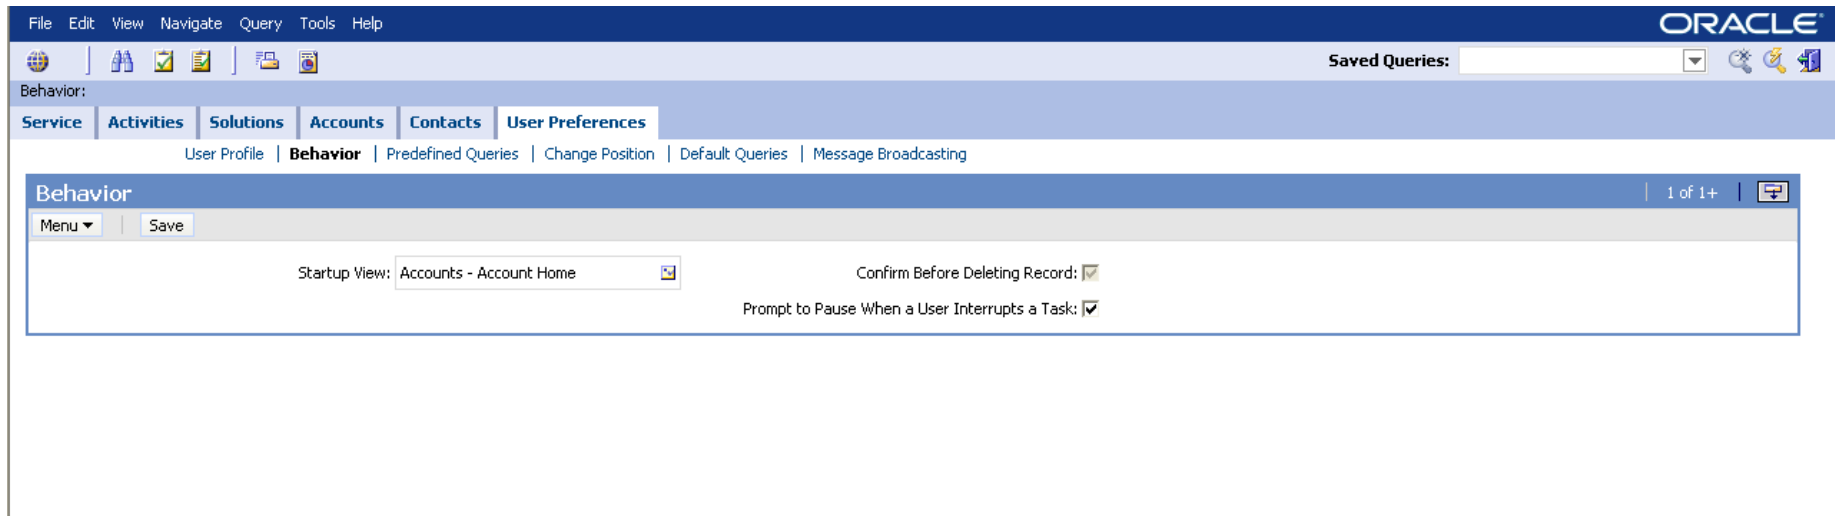 File Edit View Navigate Query Tools Help ORACLE
Saved Queries:
Behavior:
Service Activities Solutions Accounts Contacts User Preferences
User Profile | Behavior | Predefined Queries | Change Position | Default Queries | Message Broadcasting
Behavior 1 of 1+
Menu Save
Startup View: Accounts - Account Home Confirm Before Deleting Record:
Prompt to Pause When a User Interrupts a Task: